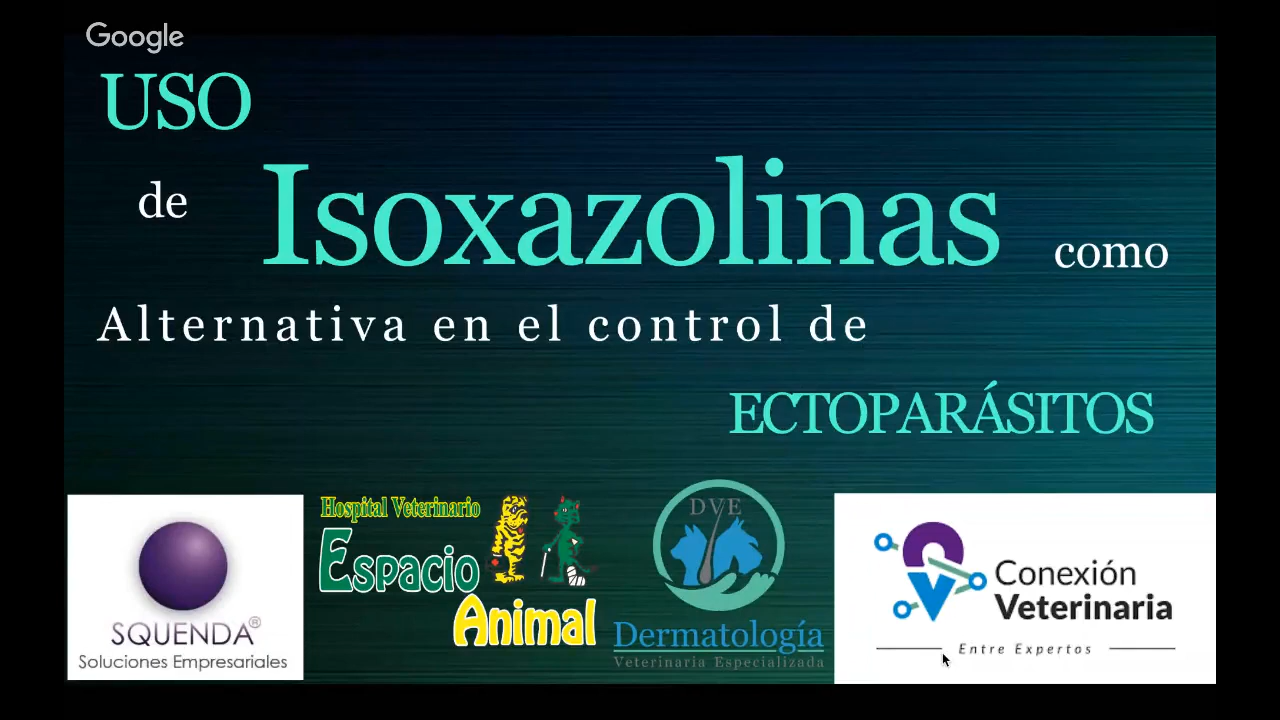 Google
USO
de Isoxazolinas como
Alternativa en el control de
ECTOPARÁSITOS
SQUENDA®
Soluciones Empresariales
Hospital Veterinario
Espacio
Animal
DVE
Dermatología
Veterinaria Especializada
Conexión
Veterinaria
Entre Expertos